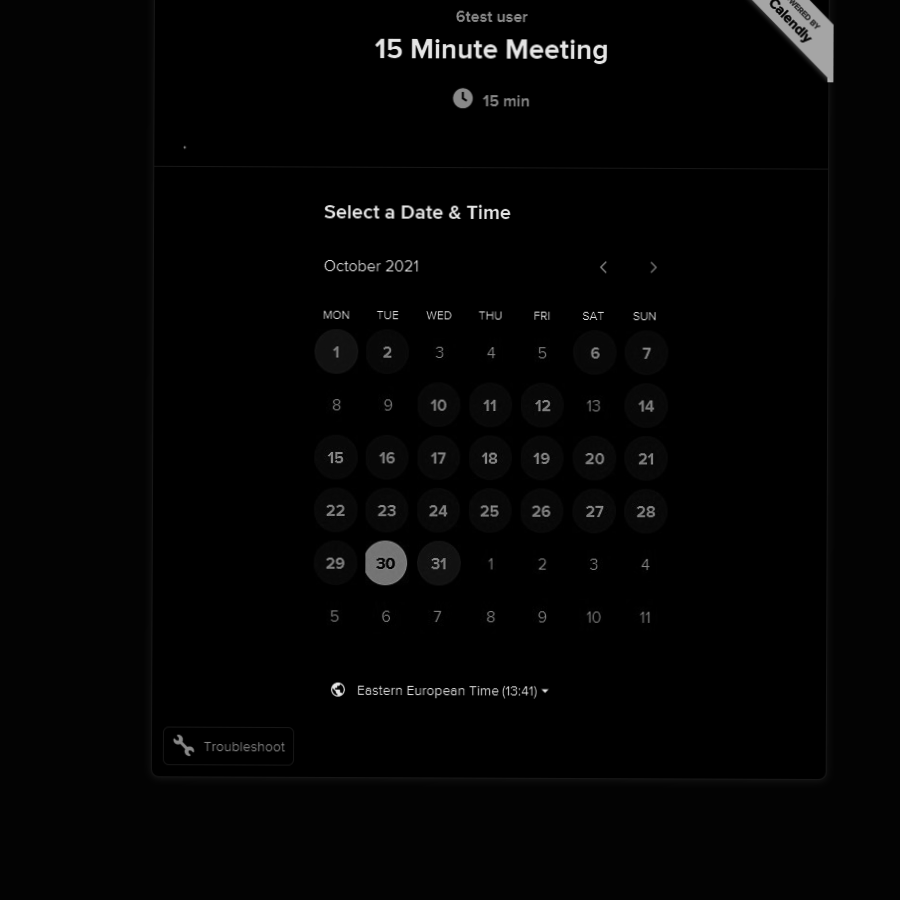 6test user
15 Minute Meeting
15 min
Calendly
Select a Date & Time
October 2021
MON TUE WED THU FRI SAT SUN
1 2 3 4 5 6 7
8 9 10 11 12 13 14
15 16 17 18 19 20 21
22 23 24 25 26 27 28
29 30 31 1 2 3 4
5 6 7 8 9 10 11
Eastern European Time (13:41)
Troubleshoot